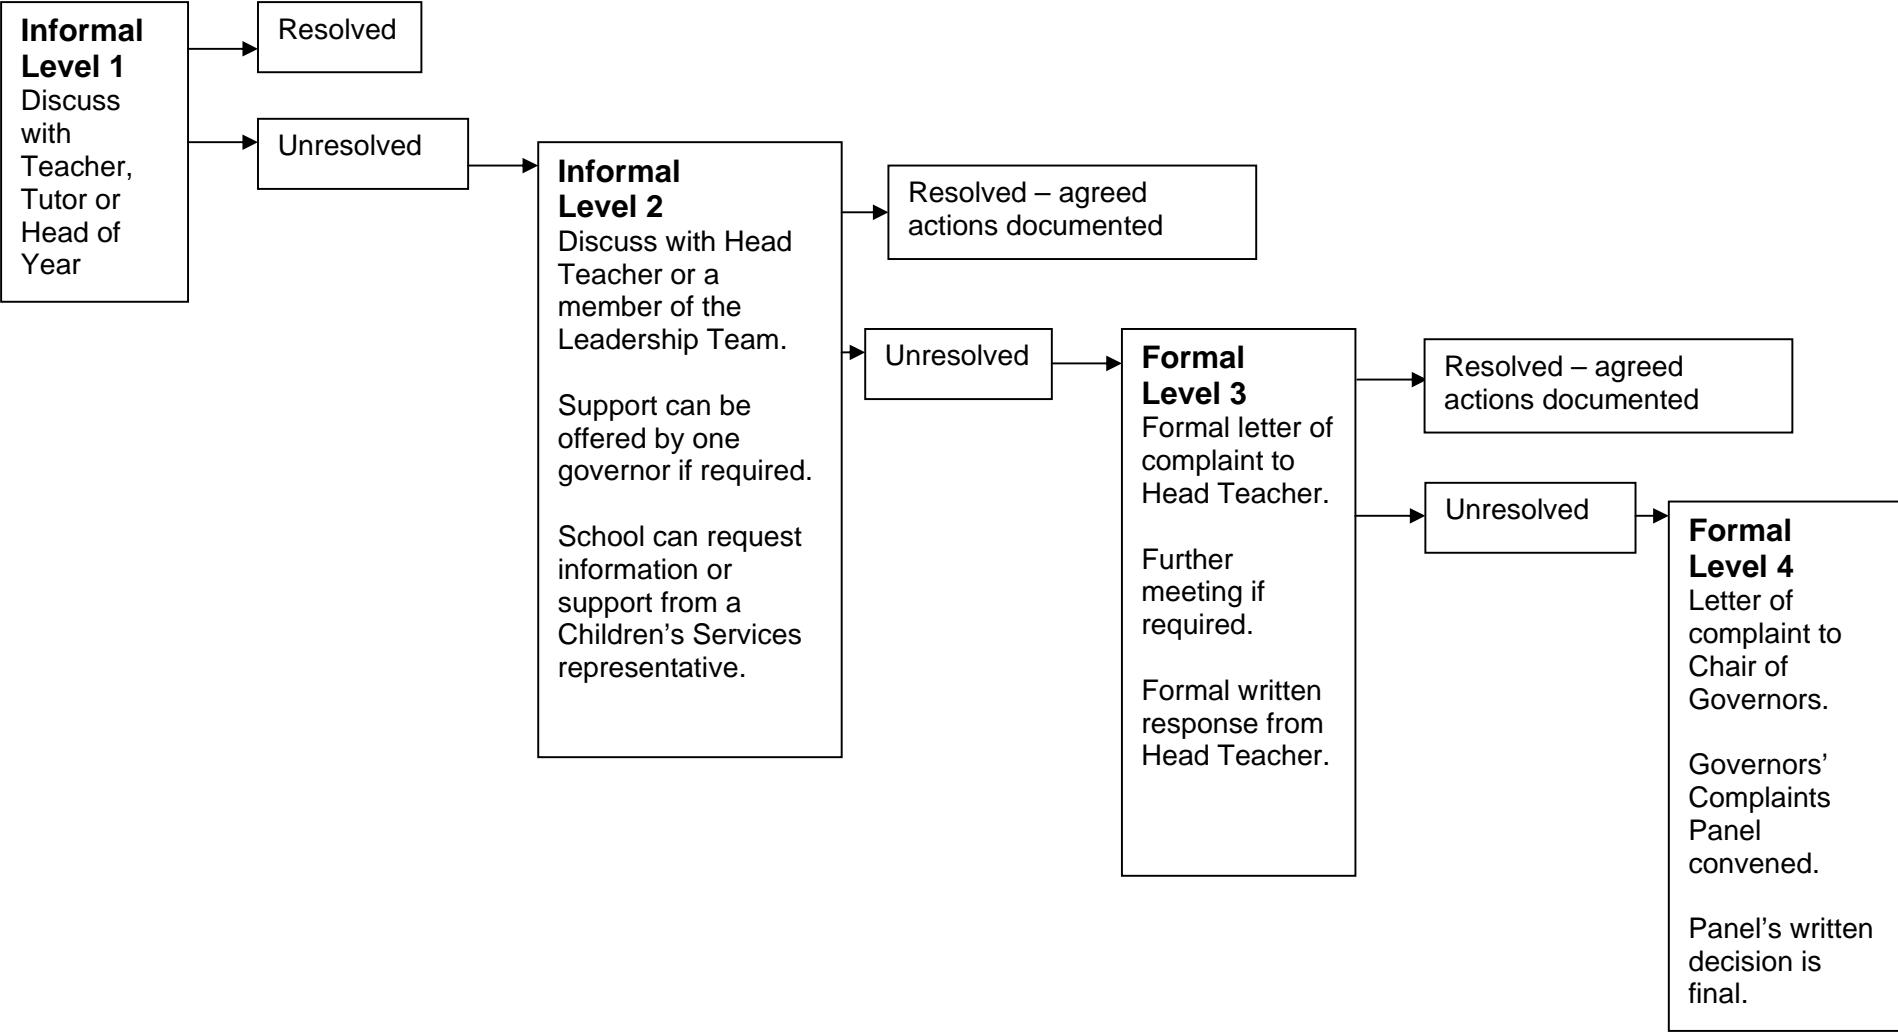 Informal
Level 1
Discuss
with
Teacher,
Tutor or
Head of
Year
Resolved
Unresolved
Informal
Level 2
Discuss with Head
Teacher or a
member of the
Leadership Team.
Support can be
offered by one
governor if required.
School can request
information or
support from a
Children’s Services
representative.
Resolved – agreed
actions documented
Unresolved
Formal
Level 3
Formal letter of
complaint to
Head Teacher.
Further
meeting if
required.
Formal written
response from
Head Teacher.
Resolved – agreed
actions documented
Unresolved
Formal
Level 4
Letter of
complaint to
Chair of
Governors.
Governors’
Complaints
Panel
convened.
Panel’s written
decision is
final.